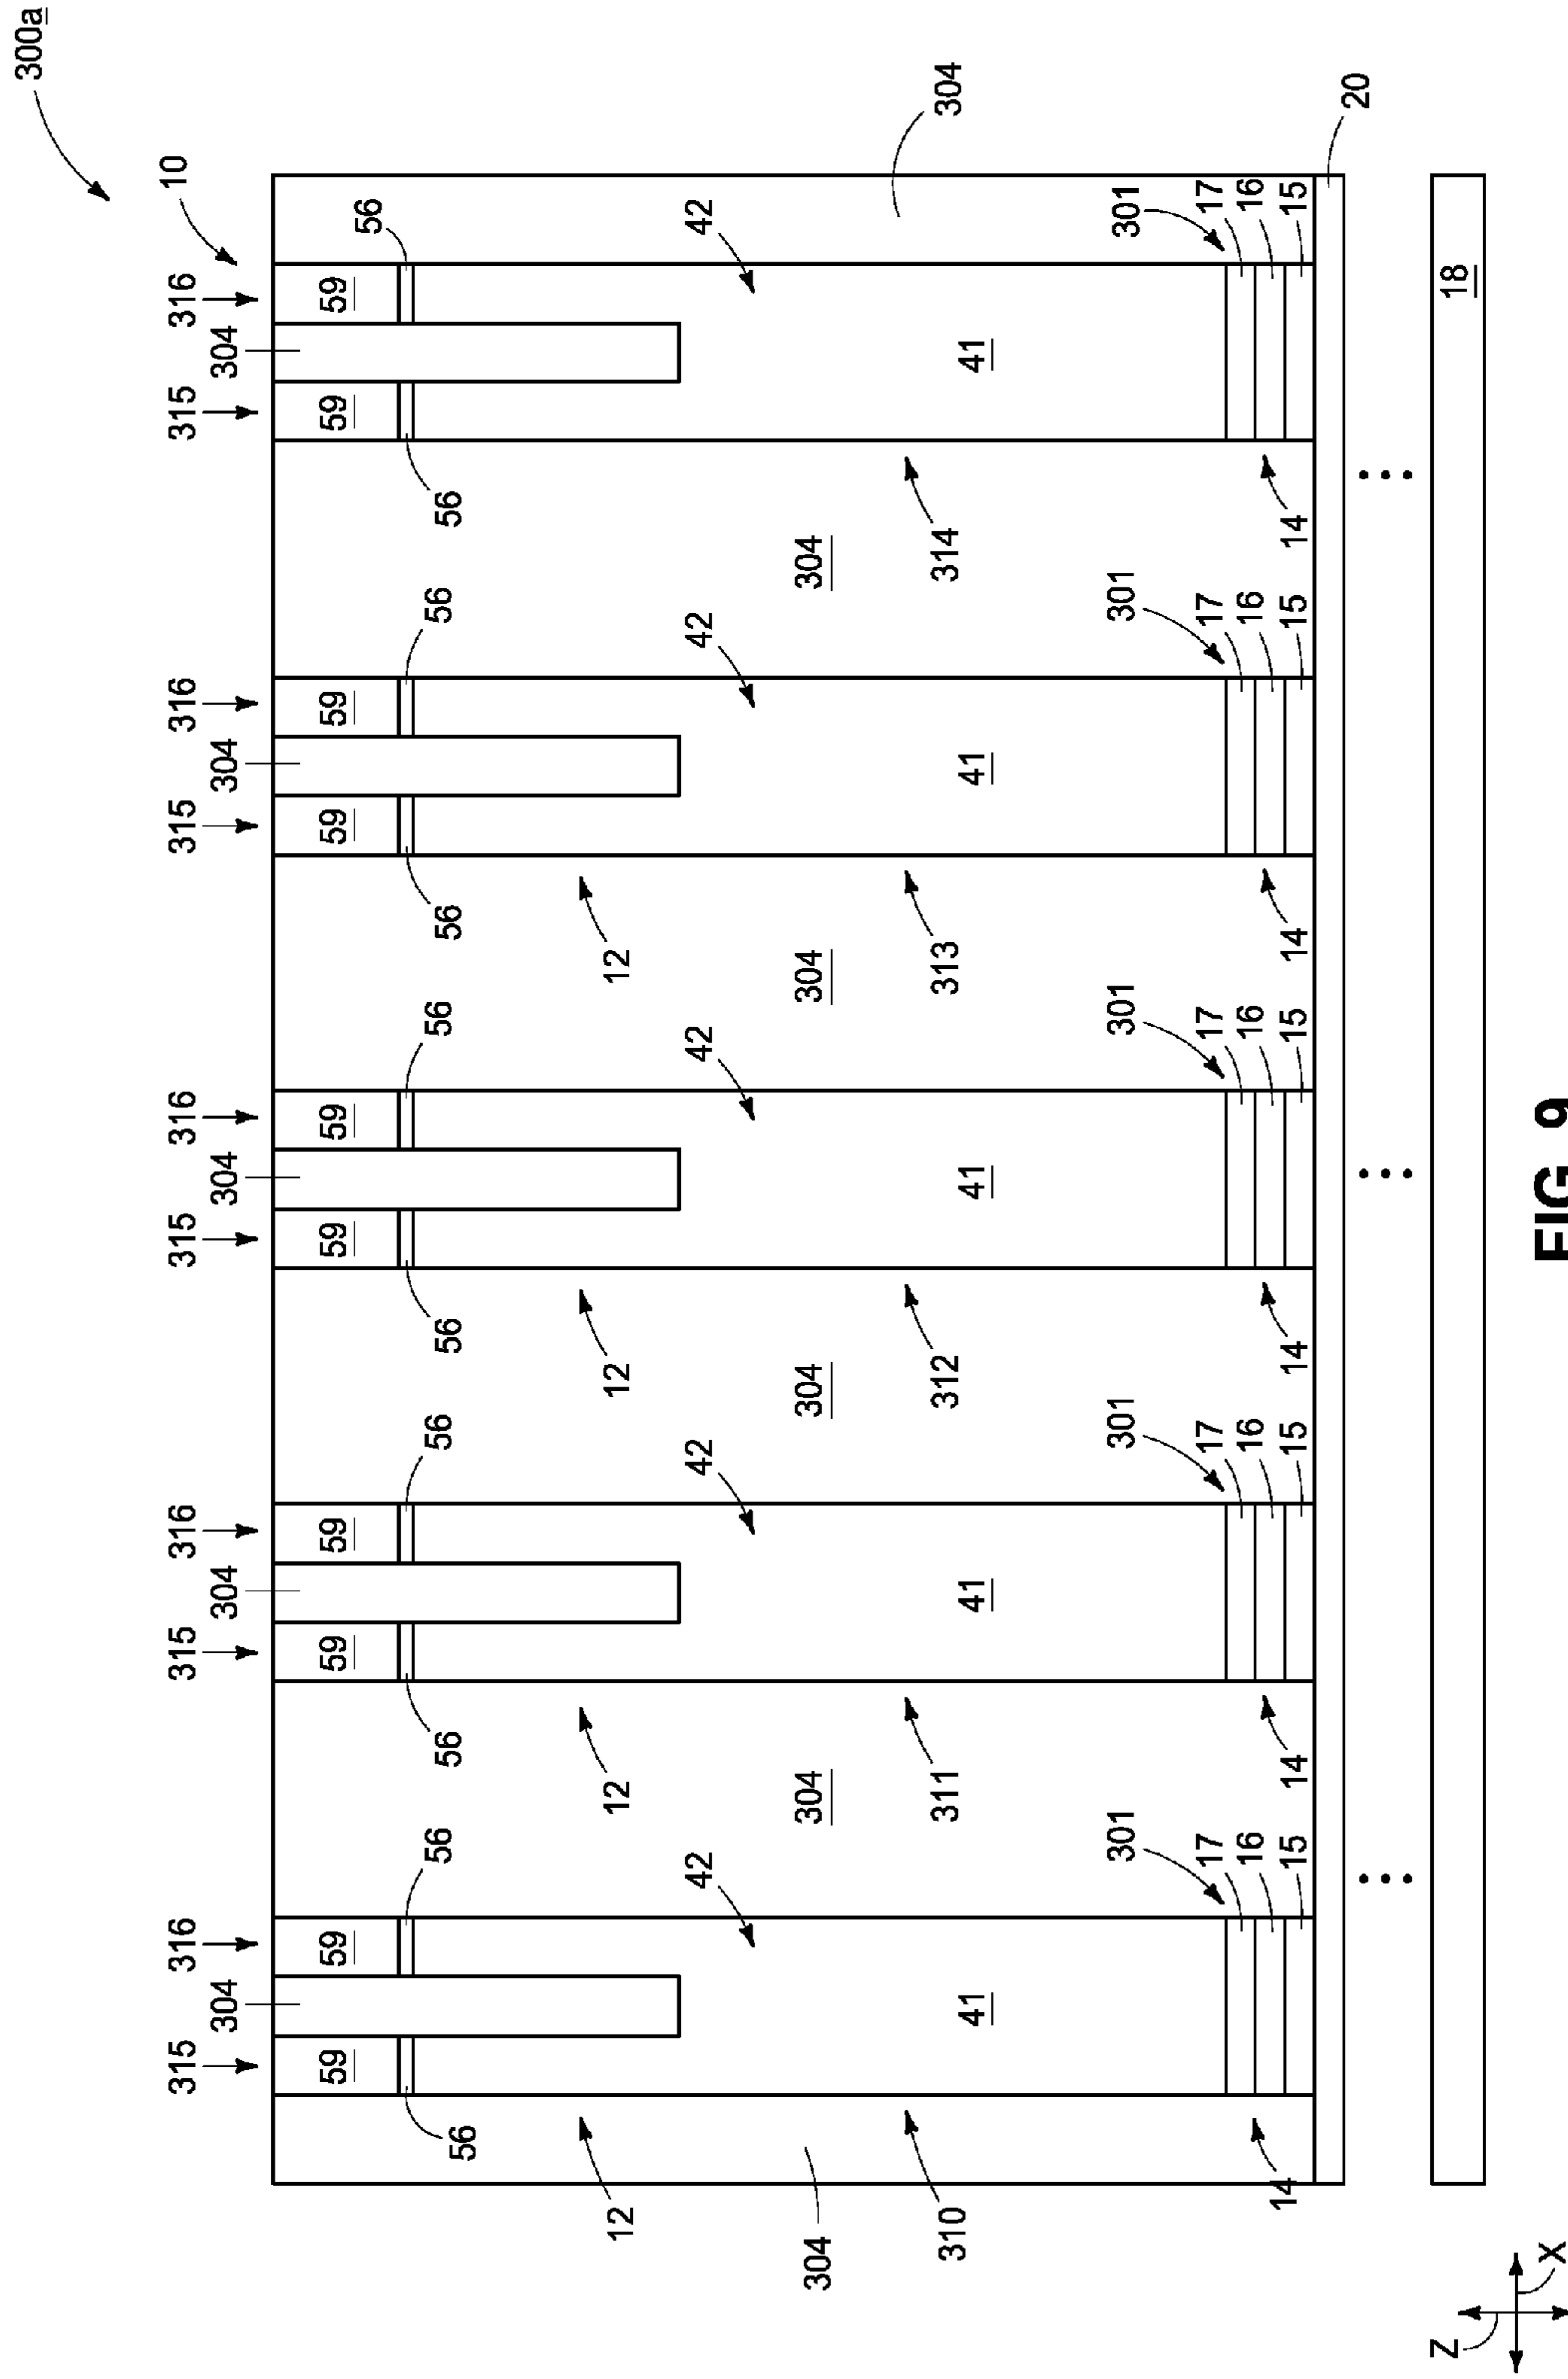 300a
315 316 315 316 315 316 315 316 315 316 10
304 304 304 304 304
59 59 59 59 59 59 59 59 59 59
56
56 56 56 56 56 56 56 56 56
12 12 12 12
42 42 42 42 42
304 304 304 304 304
310 311 312 313 314 304
41 41 41 41 41
301 301 301 301 301
17 17 17 17 17
16 16 16 16 16
14 15 14 15 14 15 14 15 14 15
20
18
Z
X
FIG. 9